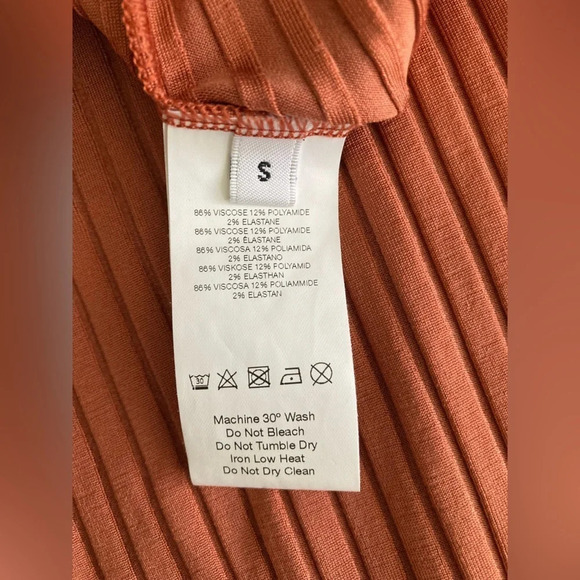 S
86% VISCOSE 12% POLYAMIDE
2% ELASTANE
86% VISCOSE 12% POLYAMIDE
2% ÉLASTANE
86% VISCOSA 12% POLIAMIDA
2% ELASTANO
86% VISKOSE 12% POLYAMID
2% ELASTHAN
86% VISCOSA 12% POLIAMMIDE
2% ELASTAN
30
Machine 30° Wash
Do Not Bleach
Do Not Tumble Dry
Iron Low Heat
Do Not Dry Clean